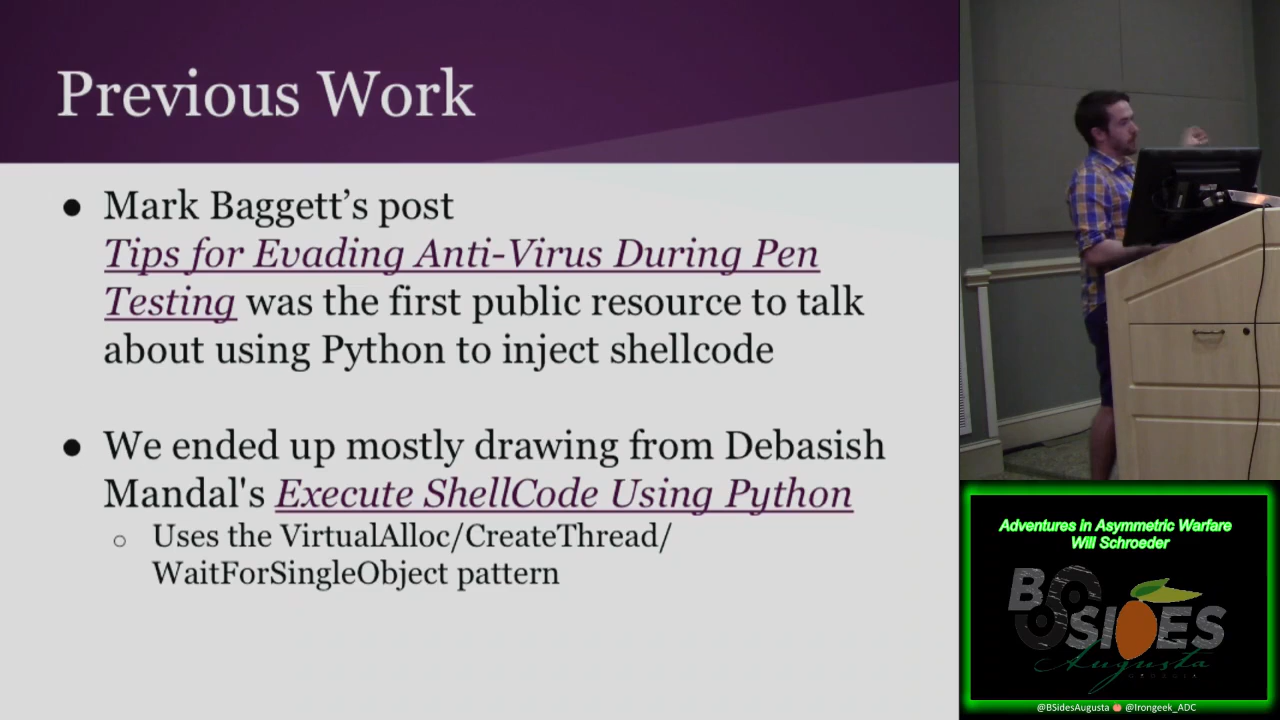 Previous Work
● Mark Baggett’s post
Tips for Evading Anti-Virus During Pen
Testing was the first public resource to talk
about using Python to inject shellcode
● We ended up mostly drawing from Debasish
Mandal's Execute ShellCode Using Python
○ Uses the VirtualAlloc/CreateThread/
WaitForSingleObject pattern
Adventures in Asymmetric Warfare
Will Schroeder
BSIDES
Augusta
GEORGIA
@BSidesAugusta @Irongeek_ADC